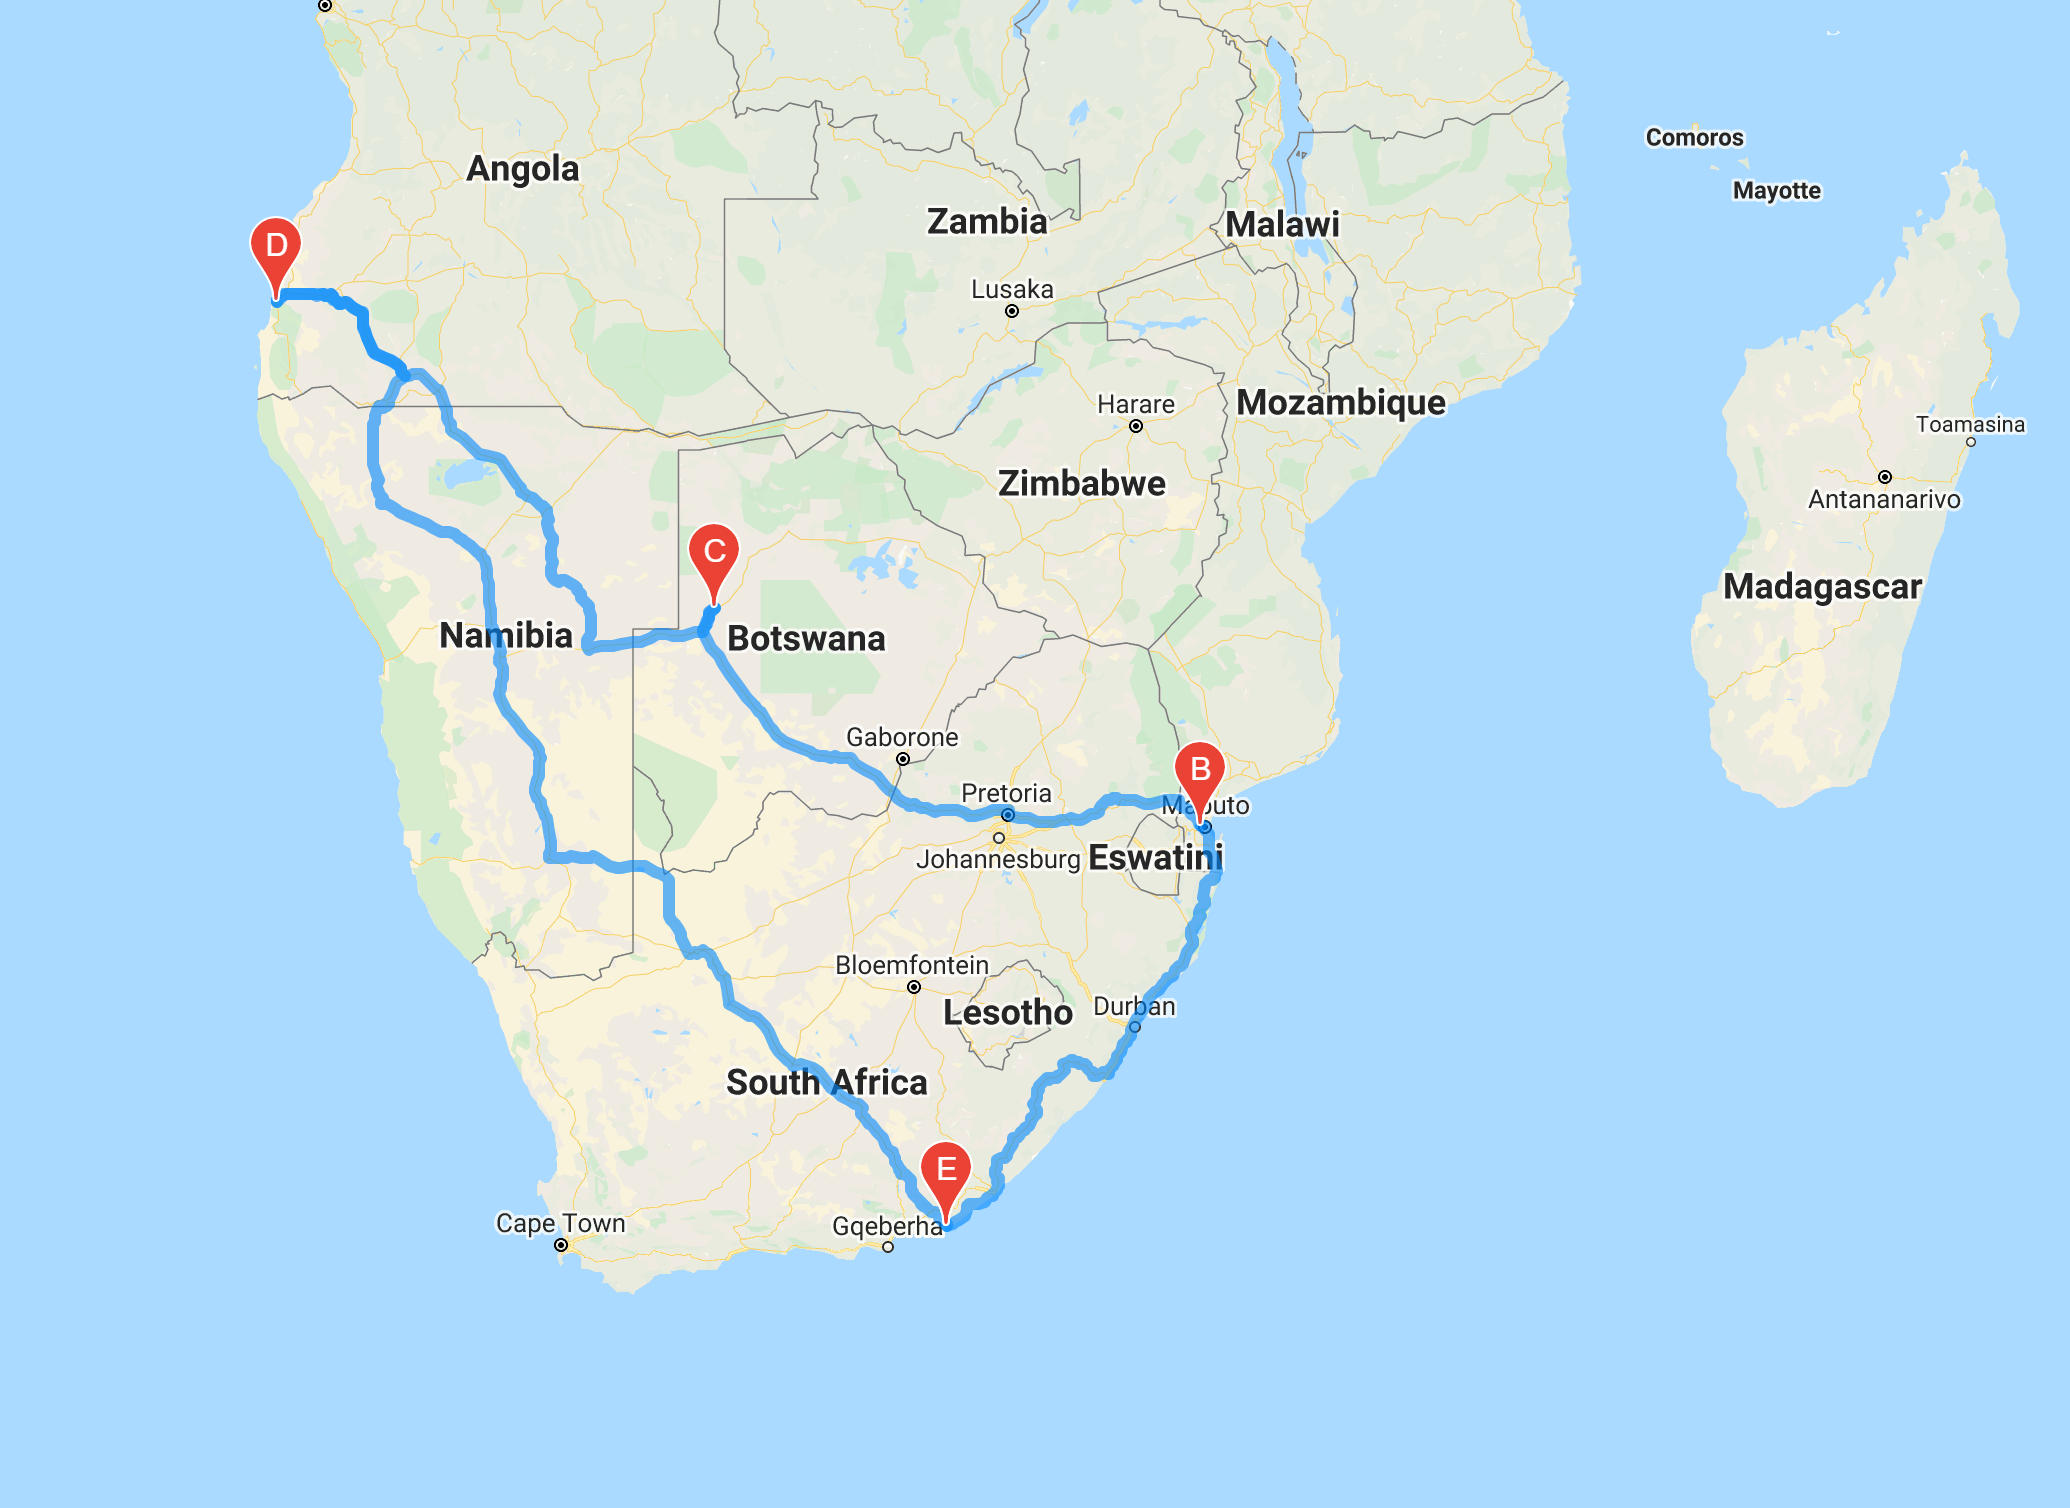 Comoros
Angola
Mayotte
Zambia
Malawi
D
Lusaka
Harare
Mozambique
Toamasina
Zimbabwe
Antananarivo
C
Madagascar
Namibia
Botswana
Gaborone
B
Pretoria
Maputo
Johannesburg
Eswatini
Bloemfontein
Durban
Lesotho
South Africa
E
Cape Town
Gqeberha